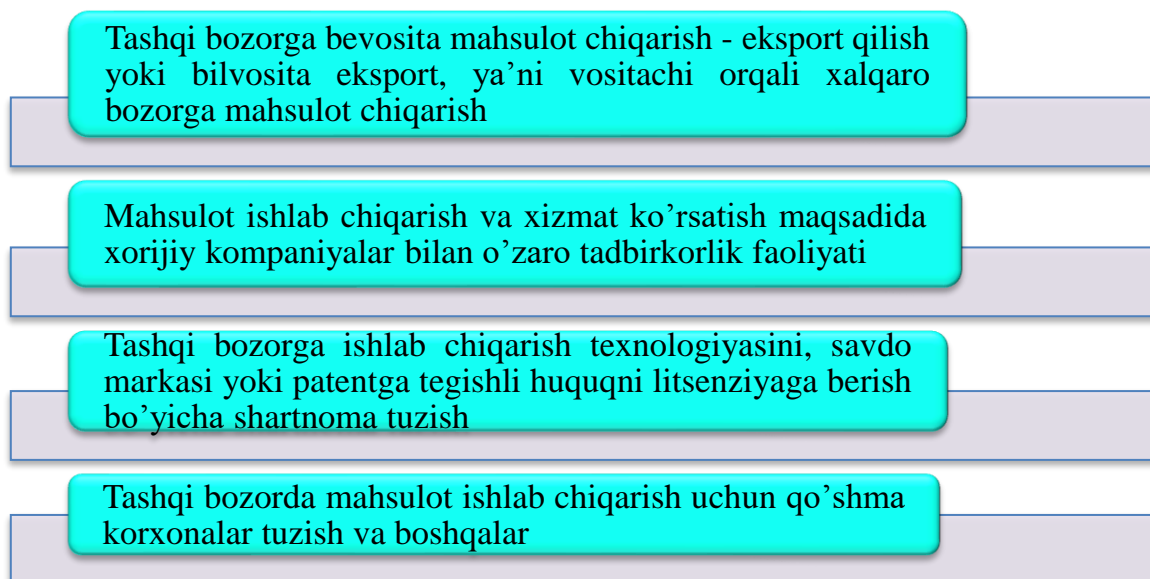 Tashqi bozorga bevosita mahsulot chiqarish - eksport qilish
yoki bilvosita eksport, ya’ni vositachi orqali xalqaro
bozorga mahsulot chiqarish
Mahsulot ishlab chiqarish va xizmat ko’rsatish maqsadida
xorijiy kompaniyalar bilan o’zaro tadbirkorlik faoliyati
Tashqi bozorga ishlab chiqarish texnologiyasini, savdo
markasi yoki patentga tegishli huquqni litsenziyaga berish
bo’yicha shartnoma tuzish
Tashqi bozorda mahsulot ishlab chiqarish uchun qo’shma
korxonalar tuzish va boshqalar